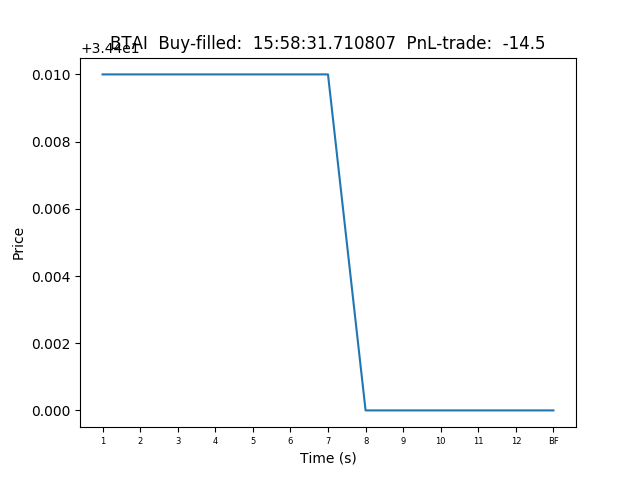 BTAI  Buy-filled:  15:58:31.710807  PnL-trade:  -14.5
+3.44e1
0.010
0.008
0.006
0.004
0.002
0.000
Price
1 2 3 4 5 6 7 8 9 10 11 12 BF
Time (s)